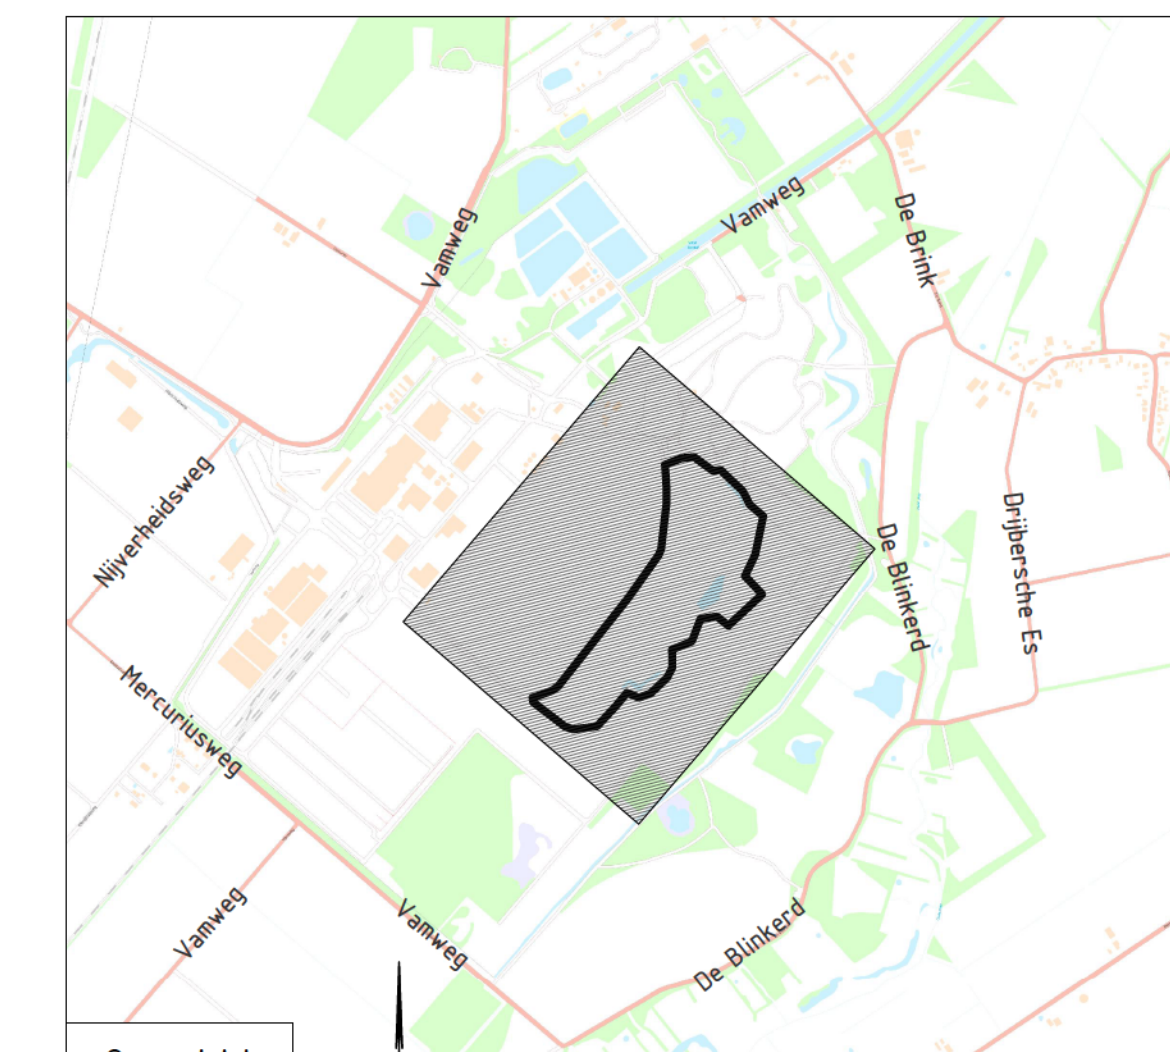 Vamweg
Vamweg
De Brink
Nijverheidsweg
De Blinkerd
Drijbersche Es
Mercuriusweg
Vamweg
Vamweg
De Blinkerd